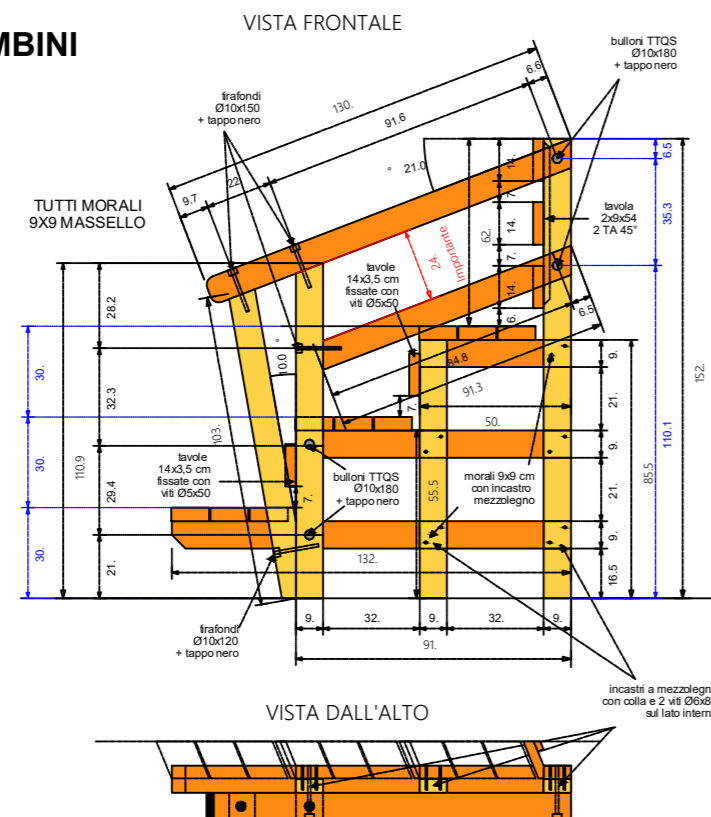 VISTA FRONTALE
MBINI
bulloni TTQS
Ø10x180
+ tappo nero
tirafondi
Ø10x150
+ tappo nero
130.
6.6
91.6
22
9.7
° 21.0
14.
7.
14.
7.
14.
6.
62.
6.5
35.3
TUTTI MORALI
9X9 MASSELLO
tavola
2x9x54
2 TA 45°
24.
Importante
tavole
14x3,5 cm
fissate con
viti Ø5x50
6.5
28.2
10.0 °
84.8
91.3
9.
152.
30.
32.3
103.
7.
50.
21.
110.1
110.9
9.
85.5
30.
tavole
14x3,5 cm
fissate con
viti Ø5x50
bulloni TTQS
Ø10x180
+ tappo nero
morali 9x9 cm
con incastro
mezzolegno
29.4
7.
55.5
21.
9.
30.
21.
132.
16.5
tirafondi
Ø10x120
+ tappo nero
9.
32.
9.
32.
9.
91.
incastri a mezzolegn
con colla e 2 viti Ø6x8
sul lato intern
VISTA DALL'ALTO